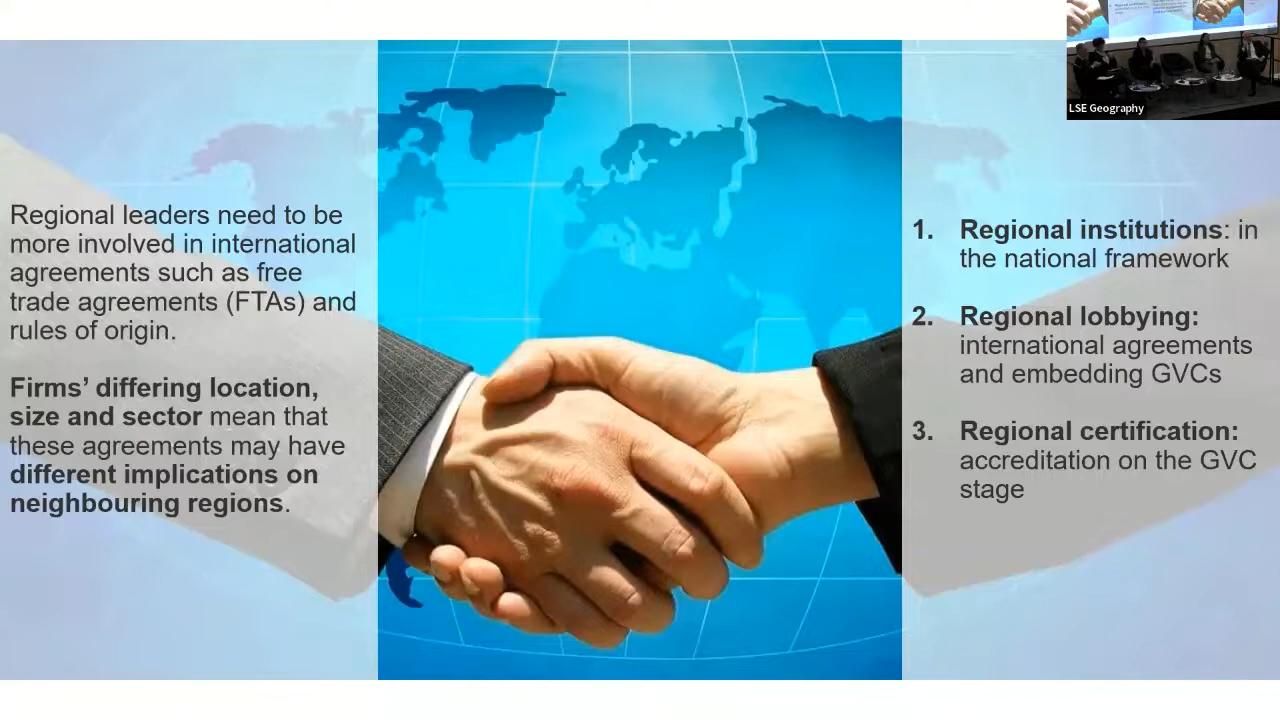 LSE Geography
Regional leaders need to be
more involved in international
agreements such as free
trade agreements (FTAs) and
rules of origin.
Firms’ differing location,
size and sector mean that
these agreements may have
different implications on
neighbouring regions.
1. Regional institutions: in
the national framework
2. Regional lobbying:
international agreements
and embedding GVCs
3. Regional certification:
accreditation on the GVC
stage